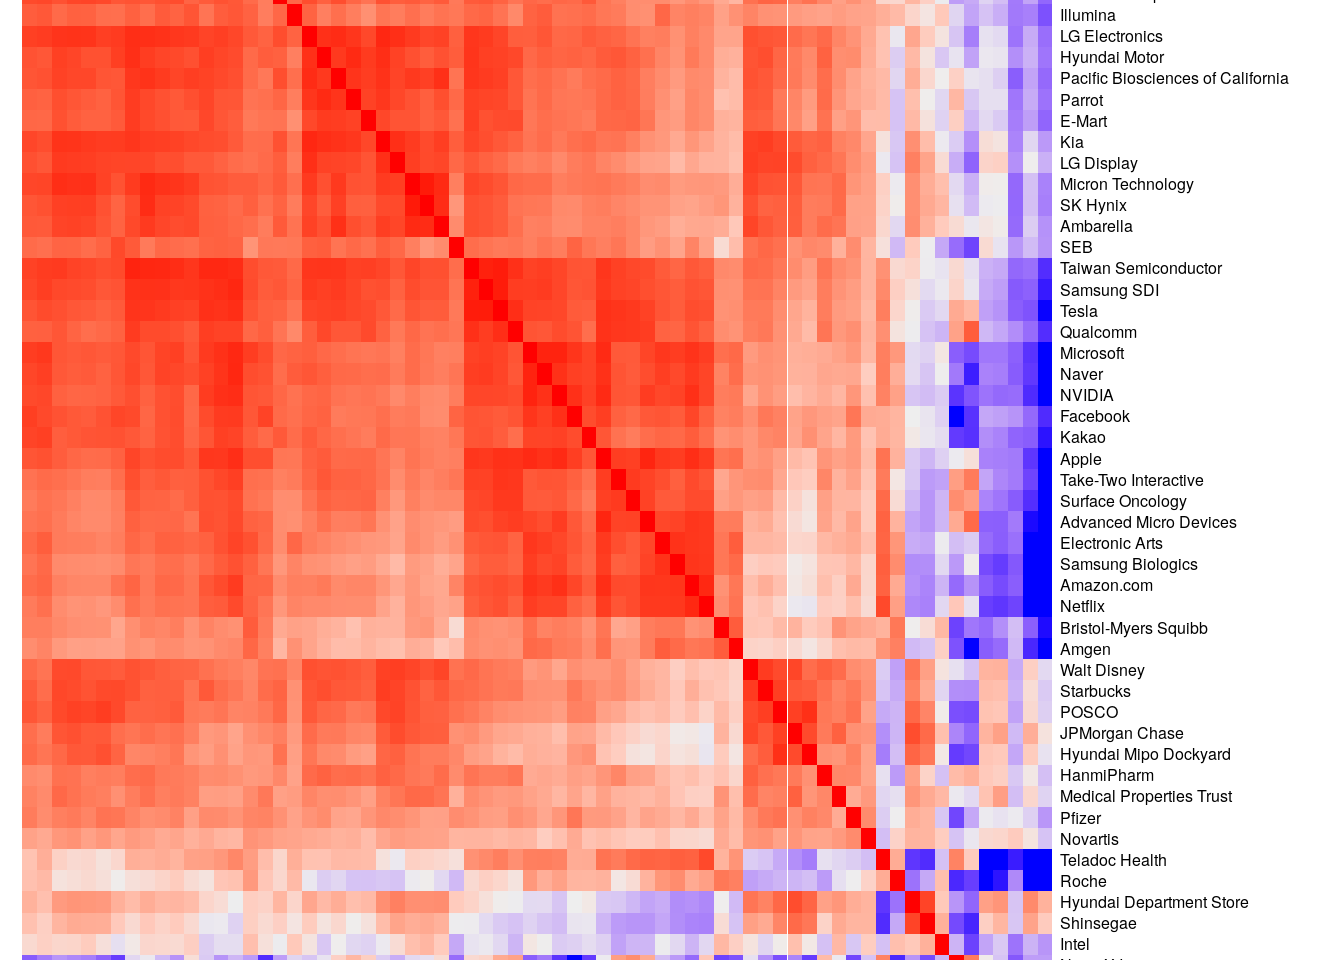 Illumina
LG Electronics
Hyundai Motor
Pacific Biosciences of California
Parrot
E-Mart
Kia
LG Display
Micron Technology
SK Hynix
Ambarella
SEB
Taiwan Semiconductor
Samsung SDI
Tesla
Qualcomm
Microsoft
Naver
NVIDIA
Facebook
Kakao
Apple
Take-Two Interactive
Surface Oncology
Advanced Micro Devices
Electronic Arts
Samsung Biologics
Amazon.com
Netflix
Bristol-Myers Squibb
Amgen
Walt Disney
Starbucks
POSCO
JPMorgan Chase
Hyundai Mipo Dockyard
HanmiPharm
Medical Properties Trust
Pfizer
Novartis
Teladoc Health
Roche
Hyundai Department Store
Shinsegae
Intel